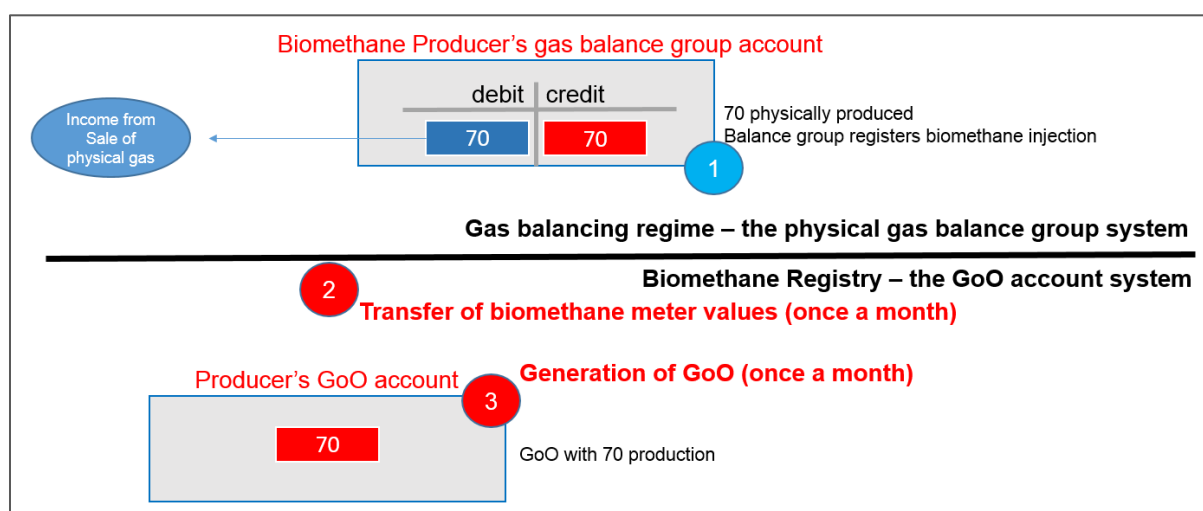 Biomethane Producer's gas balance group account
debit credit
70 70
Income from
Sale of
physical gas
70 physically produced
Balance group registers biomethane injection
1
Gas balancing regime – the physical gas balance group system
Biomethane Registry – the GoO account system
2
Transfer of biomethane meter values (once a month)
Producer's GoO account
3
Generation of GoO (once a month)
70
GoO with 70 production